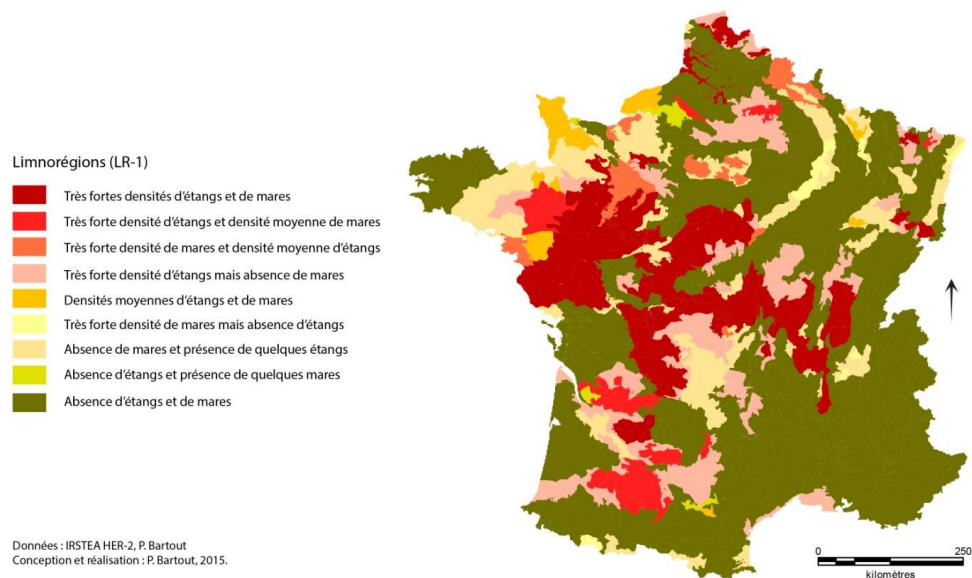 Limnorégions (LR-1)
Très fortes densités d'étangs et de mares
Très forte densité d'étangs et densité moyenne de mares
Très forte densité de mares et densité moyenne d'étangs
Très forte densité d'étangs mais absence de mares
Densités moyennes d'étangs et de mares
Très forte densité de mares mais absence d'étangs
Absence de mares et présence de quelques étangs
Absence d'étangs et présence de quelques mares
Absence d'étangs et de mares
Données : IRSTEA HER-2, P. Bartout
Conception et réalisation : P. Bartout, 2015.
0 250
kilomètres